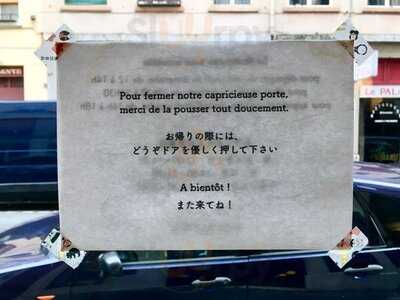 Pour fermer notre capricieuse porte,
merci de la pousser tout doucement.
お帰りの際には、
どうぞドアを優しく押して下さい
A bientôt !
また来てね！
LE PAL